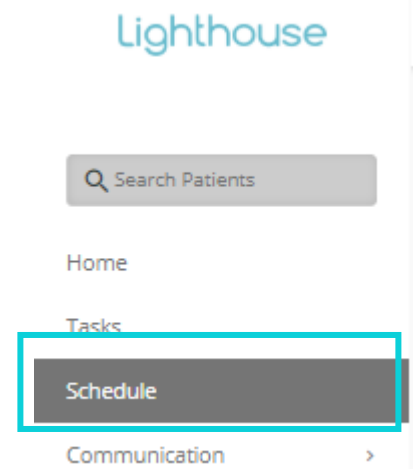 Lighthouse
Search Patients
Home
Tasks
Schedule
Communication